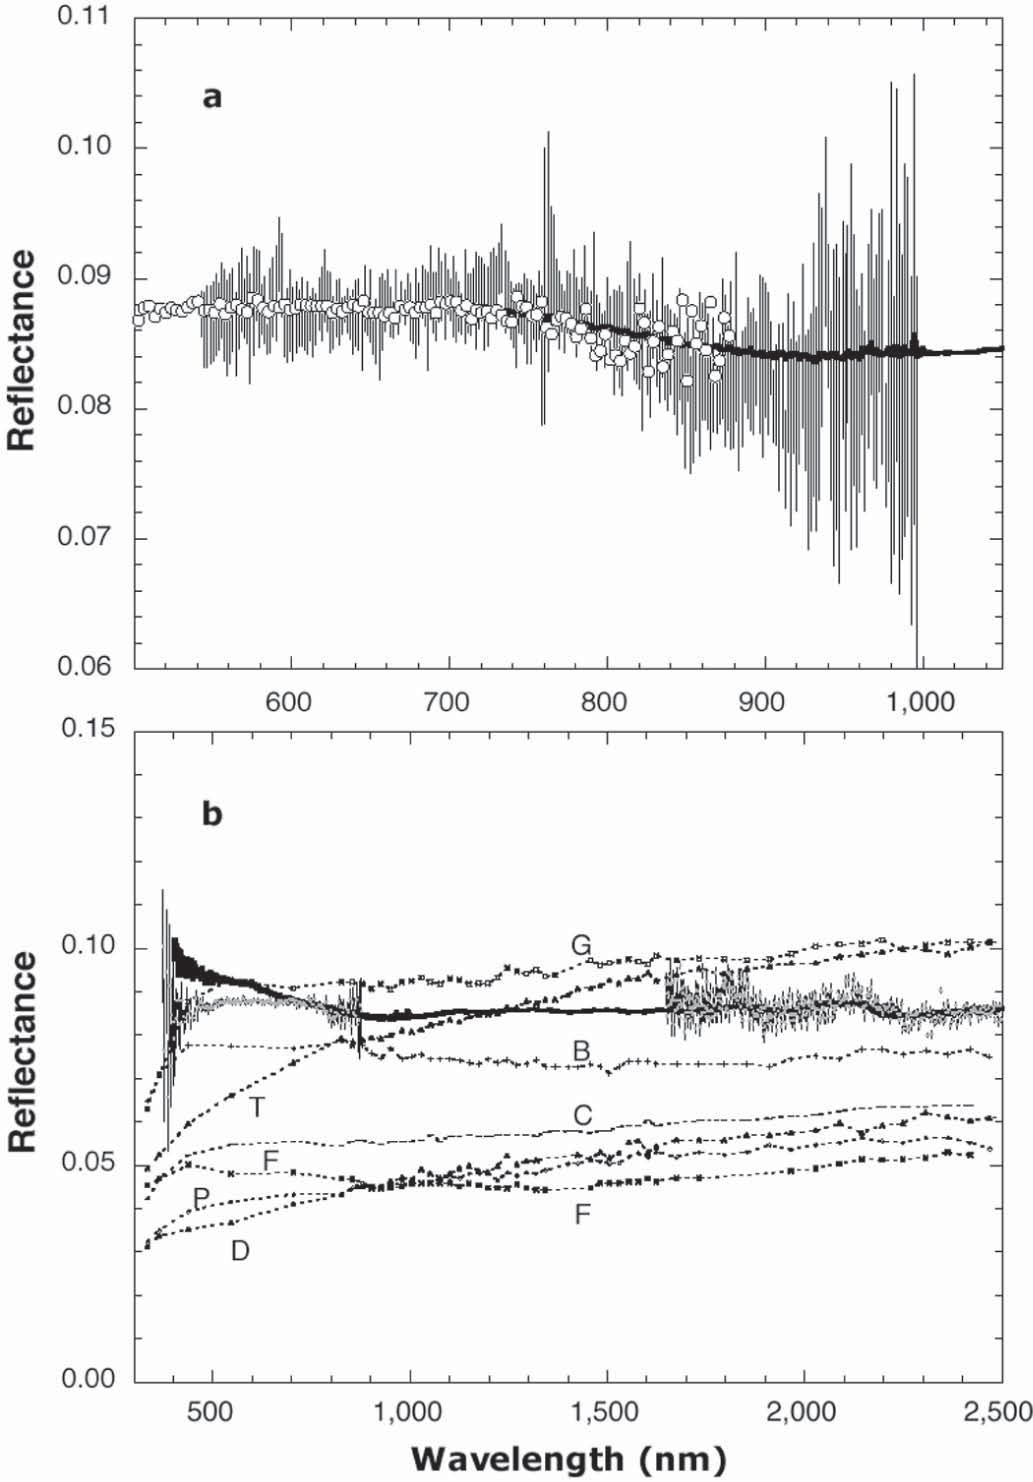 0.11
a
0.10
0.09
Reflectance
0.08
0.07
0.06
600 700 800 900 1,000
0.15
b
0.10
G
Reflectance
B
T
C
0.05
F
P
F
D
0.00
500 1,000 1,500 2,000 2,500
Wavelength (nm)